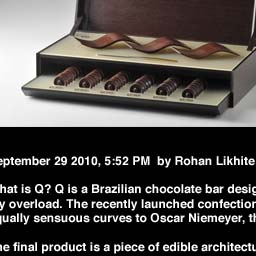 eptember 29 2010, 5:52 PM by Rohan Likhite
hat is Q? Q is a Brazilian chocolate bar desig
y overload. The recently launched confection
qually sensuous curves to Oscar Niemeyer, th
he final product is a piece of edible architectu